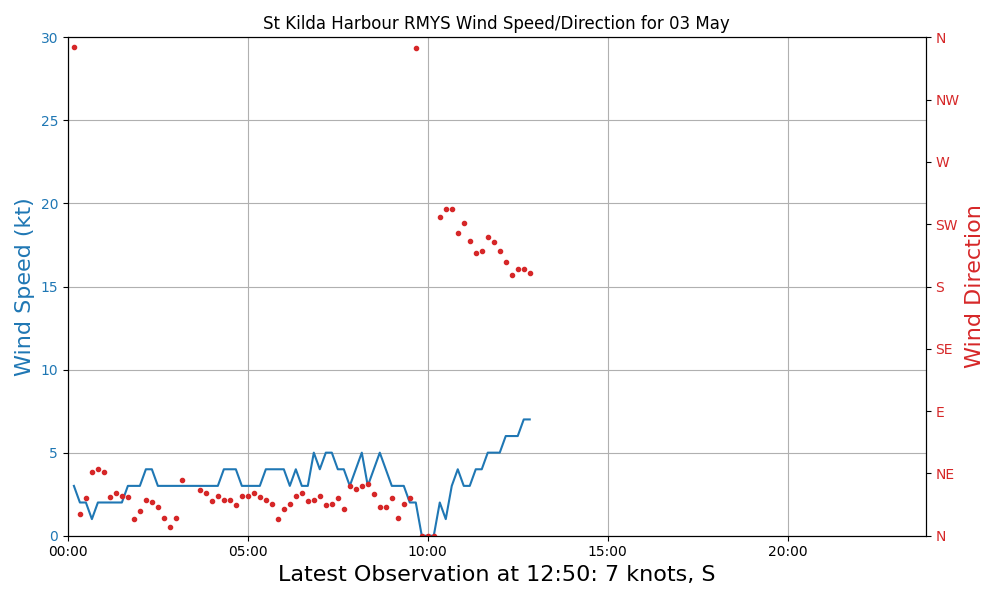 St Kilda Harbour RMYS Wind Speed/Direction for 03 May
30
25
20
15
10
5
0
Wind Speed (kt)
N
NW
W
SW
S
SE
E
NE
N
Wind Direction
00:00
05:00
10:00
15:00
20:00
Latest Observation at 12:50: 7 knots, S